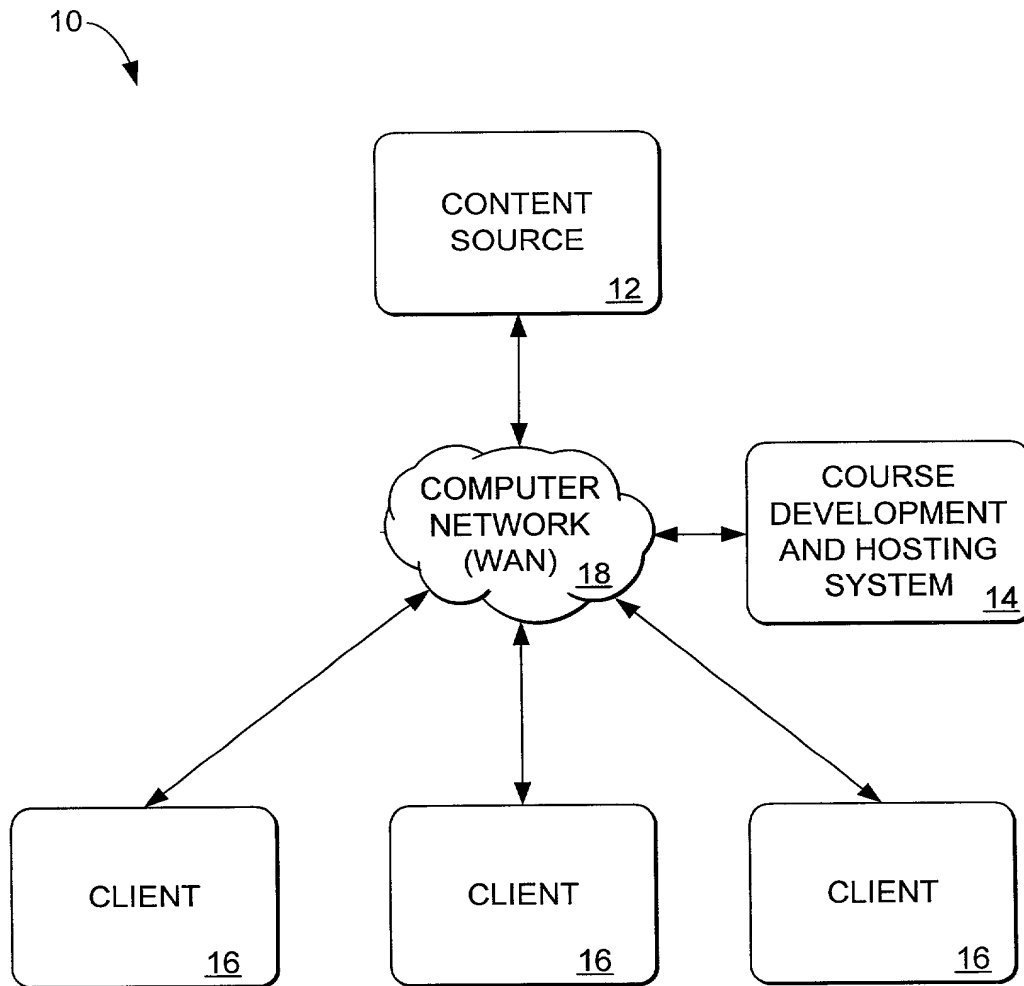 10
CONTENT
SOURCE
12
COMPUTER
NETWORK
(WAN)
18
COURSE
DEVELOPMENT
AND HOSTING
SYSTEM
14
CLIENT
16
CLIENT
16
CLIENT
16